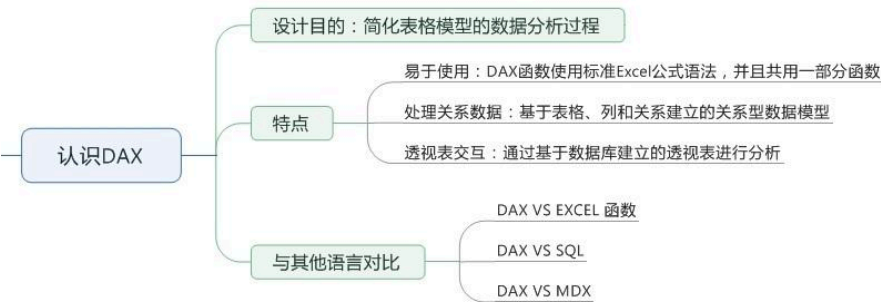 设计目的：简化表格模型的数据分析过程
易于使用：DAX函数使用标准Excel公式语法，并且共用一部分函数
特点
处理关系数据：基于表格、列和关系建立的关系型数据模型
认识DAX
透视表交互：通过基于数据库建立的透视表进行分析
DAX VS EXCEL 函数
与其他语言对比
DAX VS SQL
DAX VS MDX